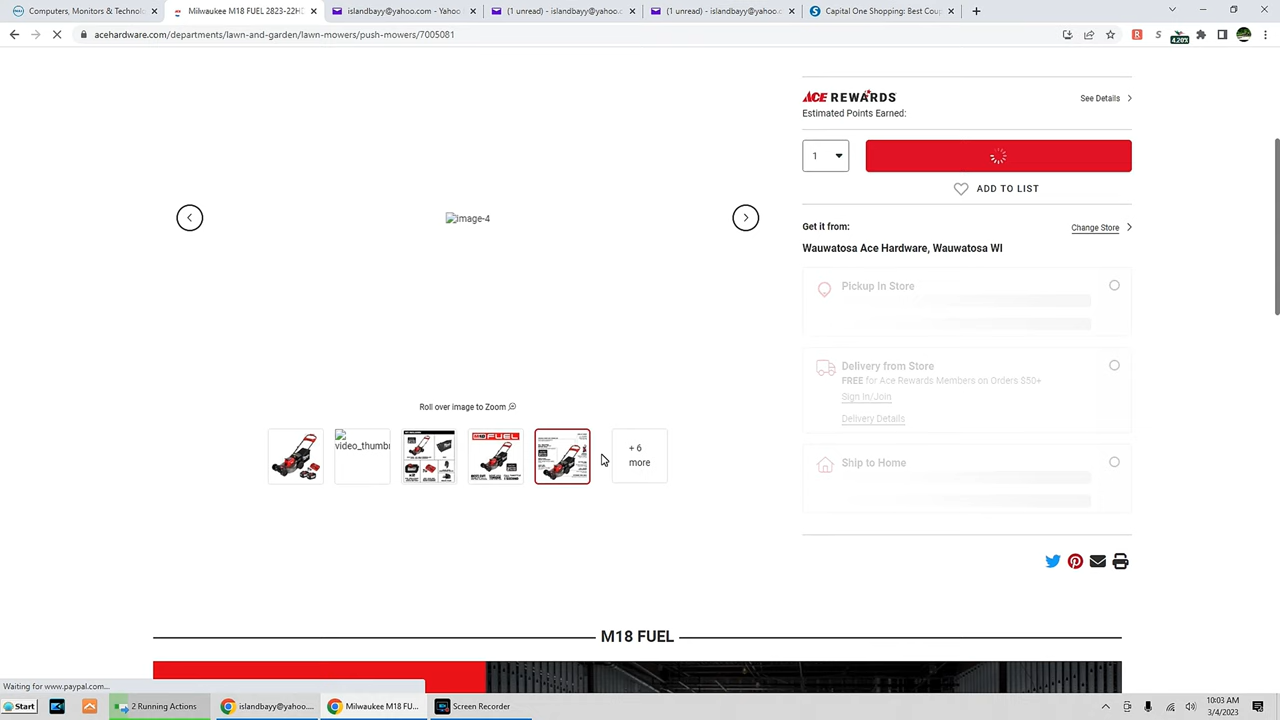 Computers, Monitors & Technolo
Milwaukee M18 FUEL 2823-22HD
islandbayy@yahoo.com - Yahoo
(1 unread) - islandbayy@yahoo.c
(1 unread) - islandbayy@yahoo.c
Capital One Shopping: Best Coup
acehardware.com/departments/lawn-and-garden/lawn-mowers/push-mowers/7005081
4.20%
ACE REWARDS
See Details
Estimated Points Earned:
1
ADD TO LIST
image-4
Get it from:
Change Store
Wauwatosa Ace Hardware, Wauwatosa WI
Pickup In Store
Delivery from Store
FREE for Ace Rewards Members on Orders $50+
Sign In/Join
Delivery Details
Roll over image to Zoom
video_thumbn
M18 FUEL
+ 6
more
Ship to Home
M18 FUEL
Waiting for www.paypal.com...
Start
2 Running Actions
islandbayy@yahoo....
Milwaukee M18 FU...
Screen Recorder
10:03 AM
3/4/2023